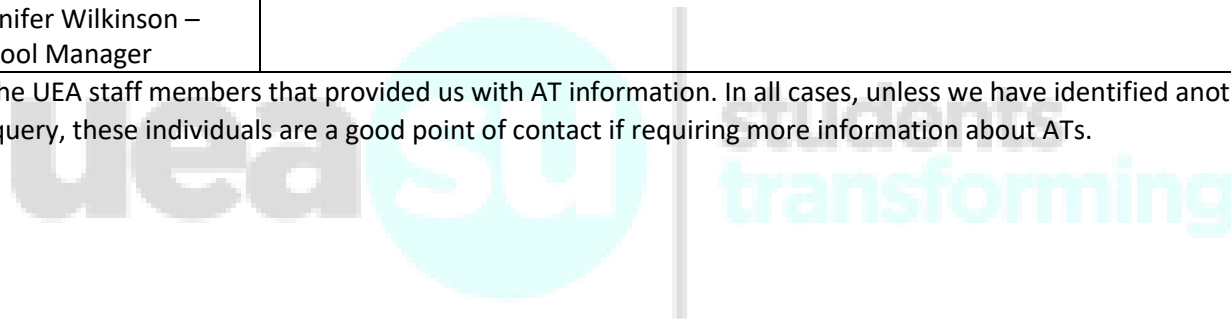 nifer Wilkinson –
ool Manager
he UEA staff members that provided us with AT information. In all cases, unless we have identified anot
query, these individuals are a good point of contact if requiring more information about ATs.
ueasu
students
transforming